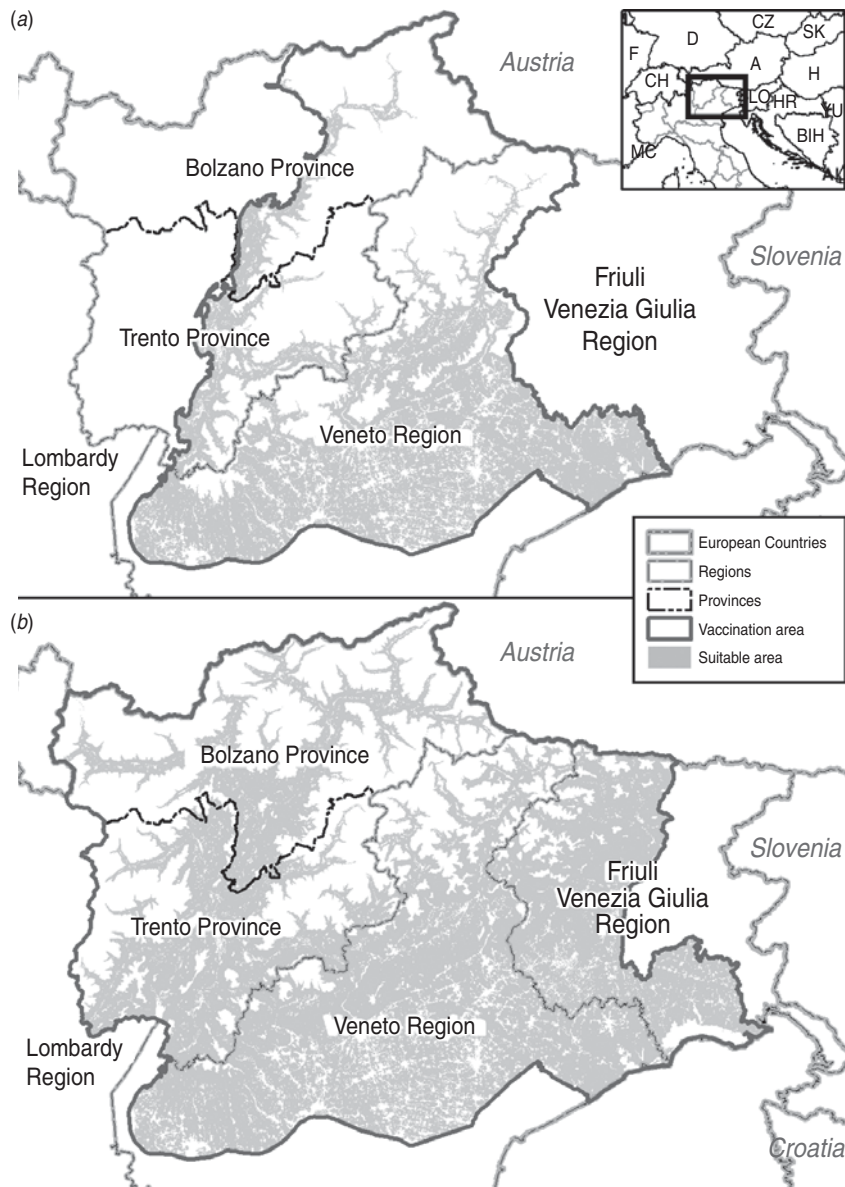 (a)
Austria
Bolzano Province
Trento Province
Lombardy
Region
Veneto Region
Friuli
Venezia Giulia
Region
Slovenia
CZ
SK
D
F
A
CH
H
LO
HR
YU
BIH
MC
European Countries
Regions
Provinces
Vaccination area
Suitable area
(b)
Austria
Bolzano Province
Trento Province
Lombardy
Region
Veneto Region
Friuli
Venezia Giulia
Region
Slovenia
Croatia